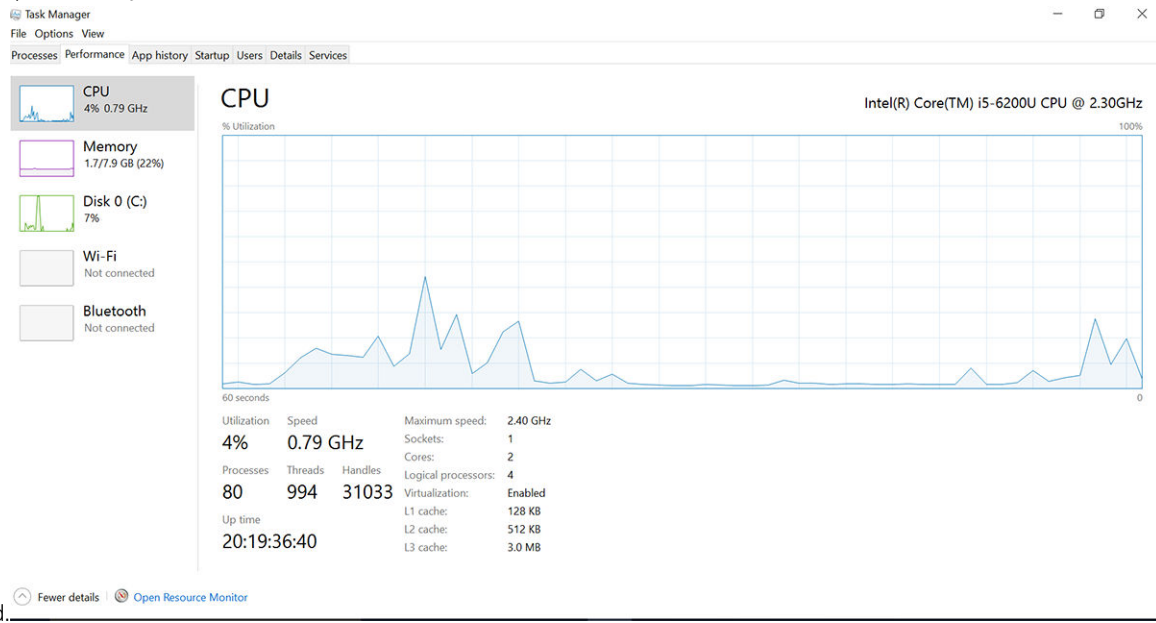 Task Manager
File Options View
Processes Performance App history Startup Users Details Services
CPU
4% 0.79 GHz
Memory
1.7/7.9 GB (22%)
Disk 0 (C:)
7%
Wi-Fi
Not connected
Bluetooth
Not connected
CPU
Intel(R) Core(TM) i5-6200U CPU @ 2.30GHz
% Utilization 100%
60 seconds 0
Utilization Speed
4% 0.79 GHz
Processes Threads Handles
80 994 31033
Up time
20:19:36:40
Maximum speed: 2.40 GHz
Sockets: 1
Cores: 2
Logical processors: 4
Virtualization: Enabled
L1 cache: 128 KB
L2 cache: 512 KB
L3 cache: 3.0 MB
Fewer details Open Resource Monitor